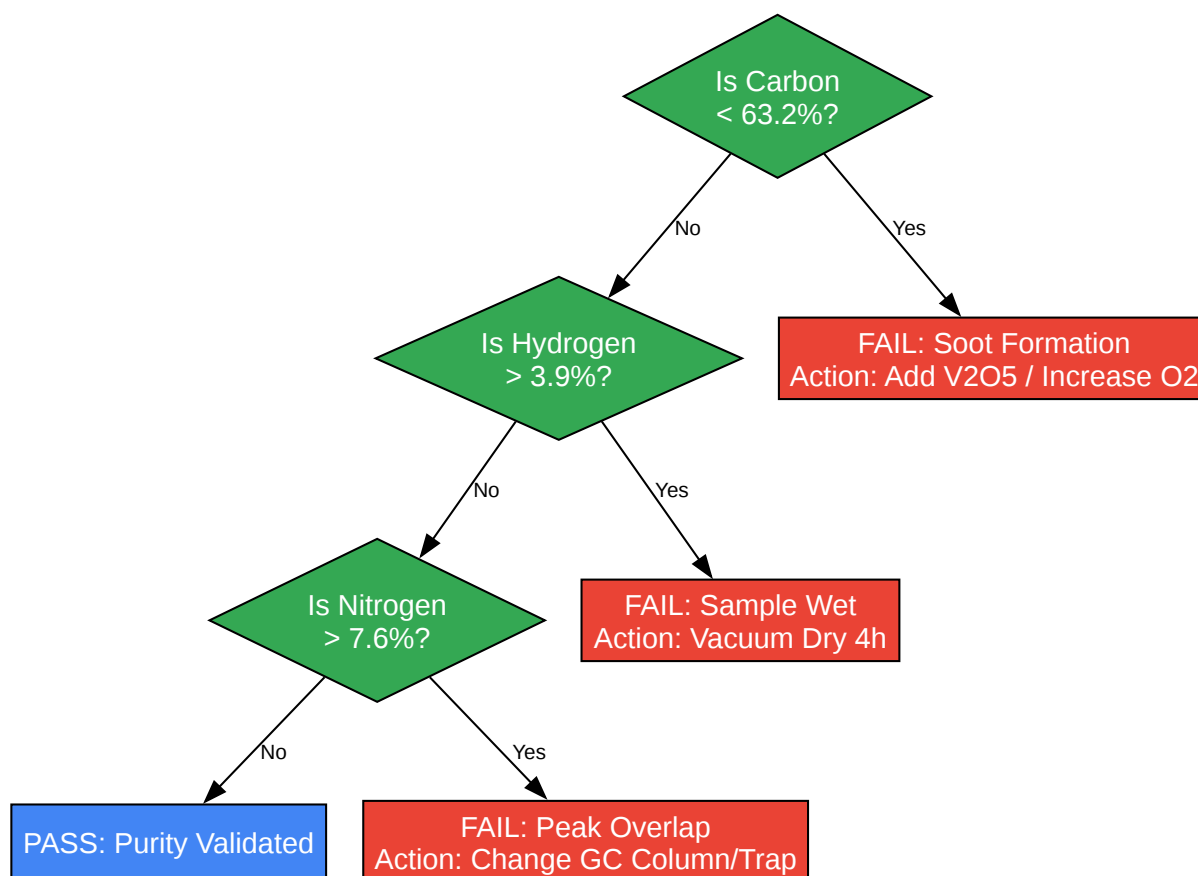 Is Carbon
< 63.2%?
No
Yes
Is Hydrogen
> 3.9%?
FAIL: Soot Formation
Action: Add V2O5 / Increase O2
No
Yes
Is Nitrogen
> 7.6%?
FAIL: Sample Wet
Action: Vacuum Dry 4h
No
Yes
PASS: Purity Validated
FAIL: Peak Overlap
Action: Change GC Column/Trap